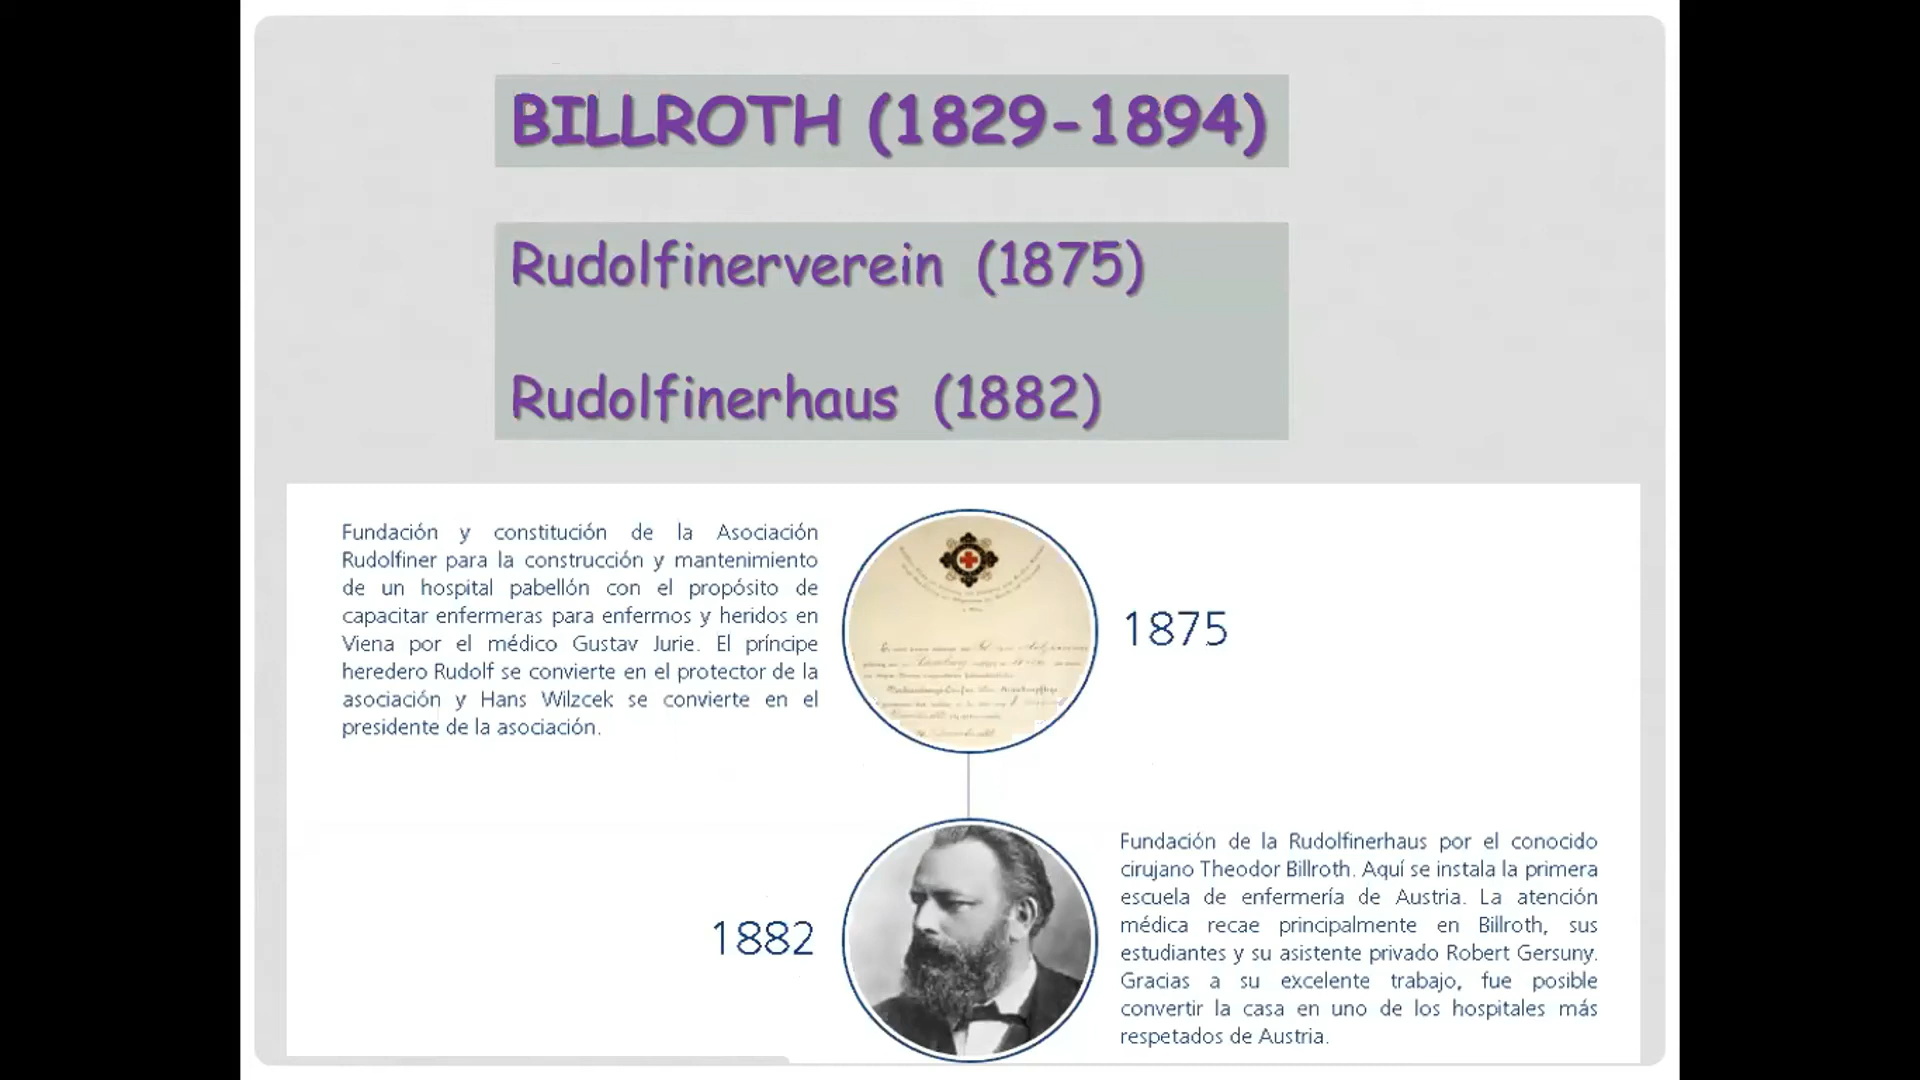 BILLROTH (1829-1894)
Rudolfinerverein (1875)
Rudolfinerhaus (1882)
Fundación y constitución de la Asociación
Rudolfiner para la construcción y mantenimiento
de un hospital pabellón con el propósito de
capacitar enfermeras para enfermos y heridos en
Viena por el médico Gustav Jurie. El príncipe
heredero Rudolf se convierte en el protector de la
asociación y Hans Wilzcek se convierte en el
presidente de la asociación.
1875
1882
Fundación de la Rudolfinerhaus por el conocido
cirujano Theodor Billroth. Aquí se instala la primera
escuela de enfermería de Austria. La atención
médica recae principalmente en Billroth, sus
estudiantes y su asistente privado Robert Gersuny.
Gracias a su excelente trabajo, fue posible
convertir la casa en uno de los hospitales más
respetados de Austria.